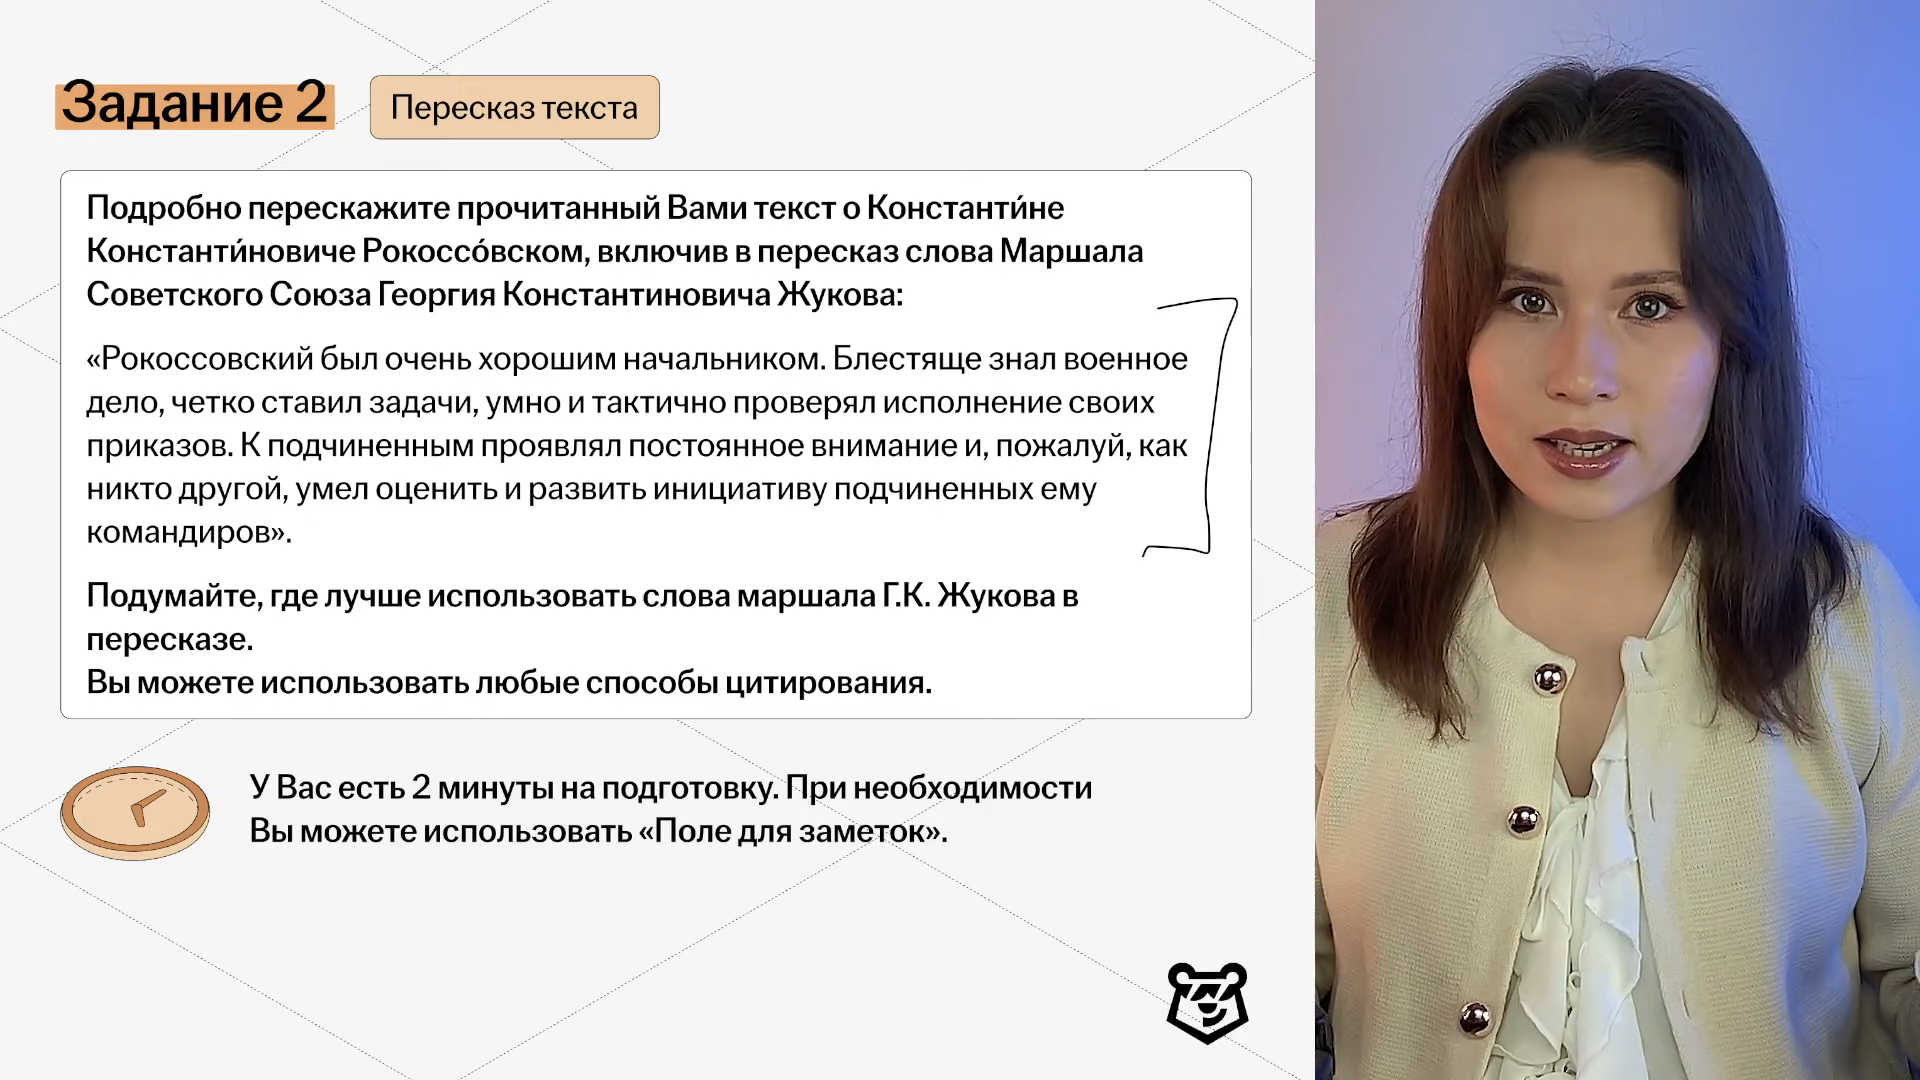 Задание 2
Пересказ текста
Подробно перескажите прочитанный Вами текст о Константи́не
Константи́новиче Рокоссо́вском, включив в пересказ слова Маршала
Советского Союза Георгия Константиновича Жукова:
«Рокоссовский был очень хорошим начальником. Блестяще знал военное
дело, четко ставил задачи, умно и тактично проверял исполнение своих
приказов. К подчиненным проявлял постоянное внимание и, пожалуй, как
никто другой, умел оценить и развить инициативу подчиненных ему
командиров».
Подумайте, где лучше использовать слова маршала Г.К. Жукова в
пересказе.
Вы можете использовать любые способы цитирования.
У Вас есть 2 минуты на подготовку. При необходимости
Вы можете использовать «Поле для заметок».